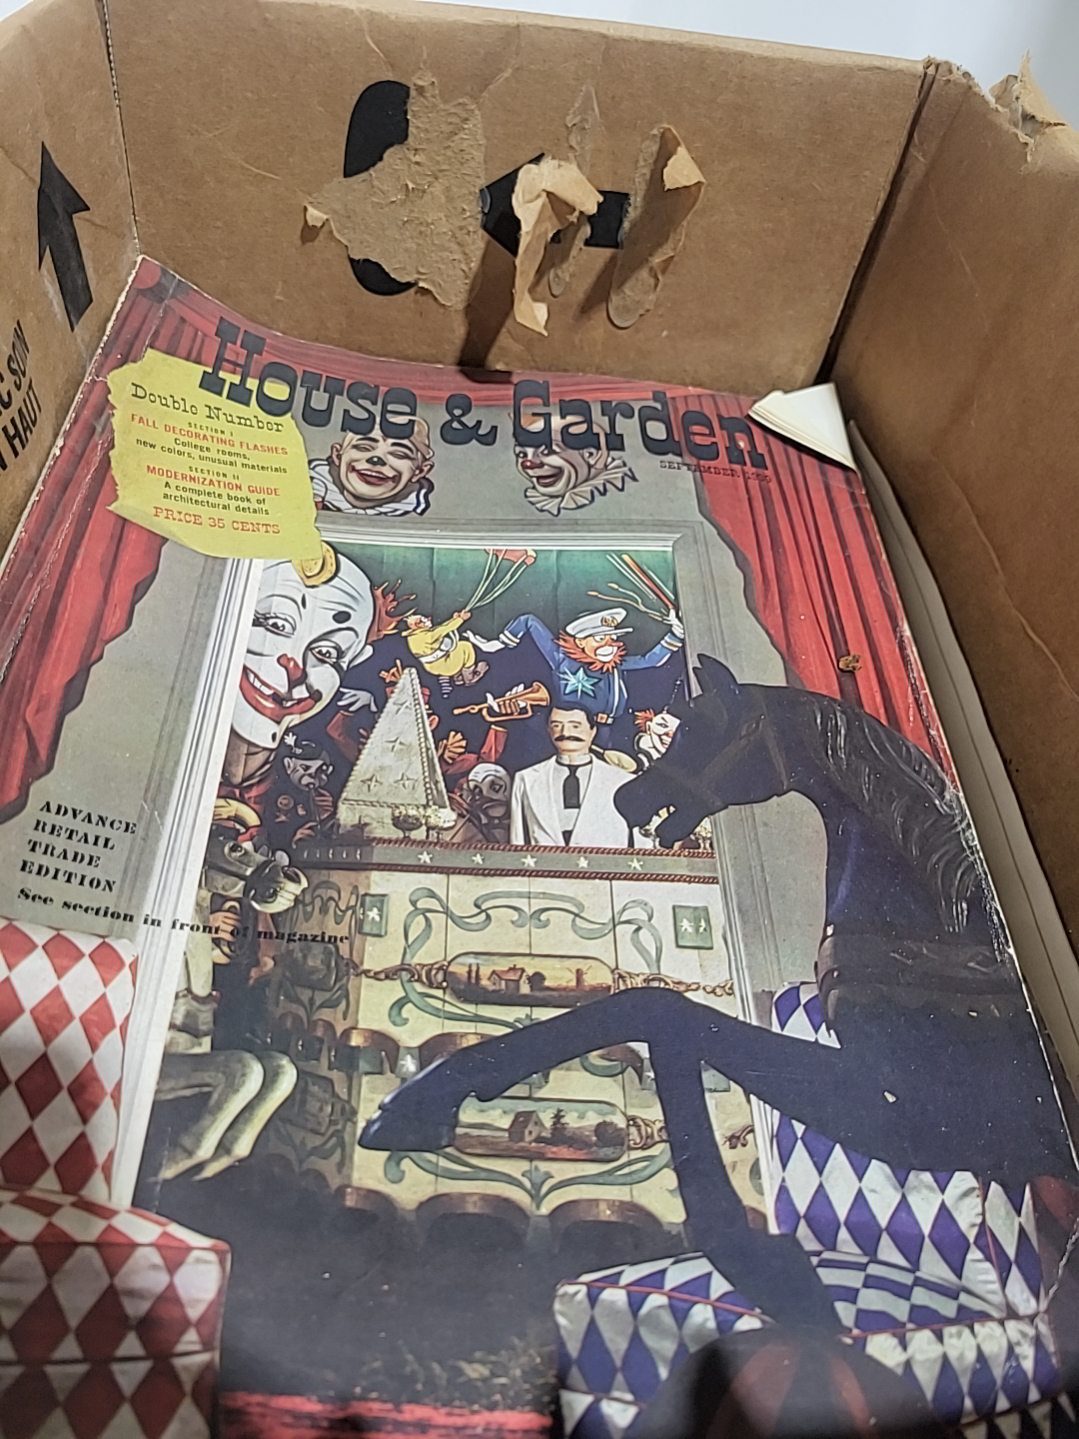 House & Garden
SEPTEMBER,
Double Number
SECTION I
FALL DECORATING FLASHES
College rooms,
new colors, unusual materials
SECTION II
MODERNIZATION GUIDE
A complete book of
architectural details
PRICE 35 CENTS
ADVANCE
RETAIL
TRADE
EDITION
See section in front of magazine
HAUT